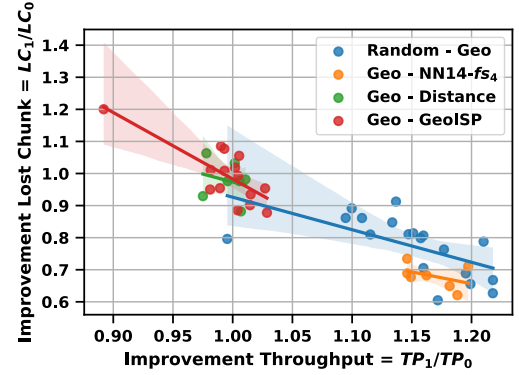 Improvement Lost Chunk = LC₁/LC₀
1.4
1.3
1.2
1.1
1.0
0.9
0.8
0.7
0.6
Random - Geo
Geo - NN14-fs₄
Geo - Distance
Geo - GeoISP
0.90 0.95 1.00 1.05 1.10 1.15 1.20
Improvement Throughput = TP₁/TP₀